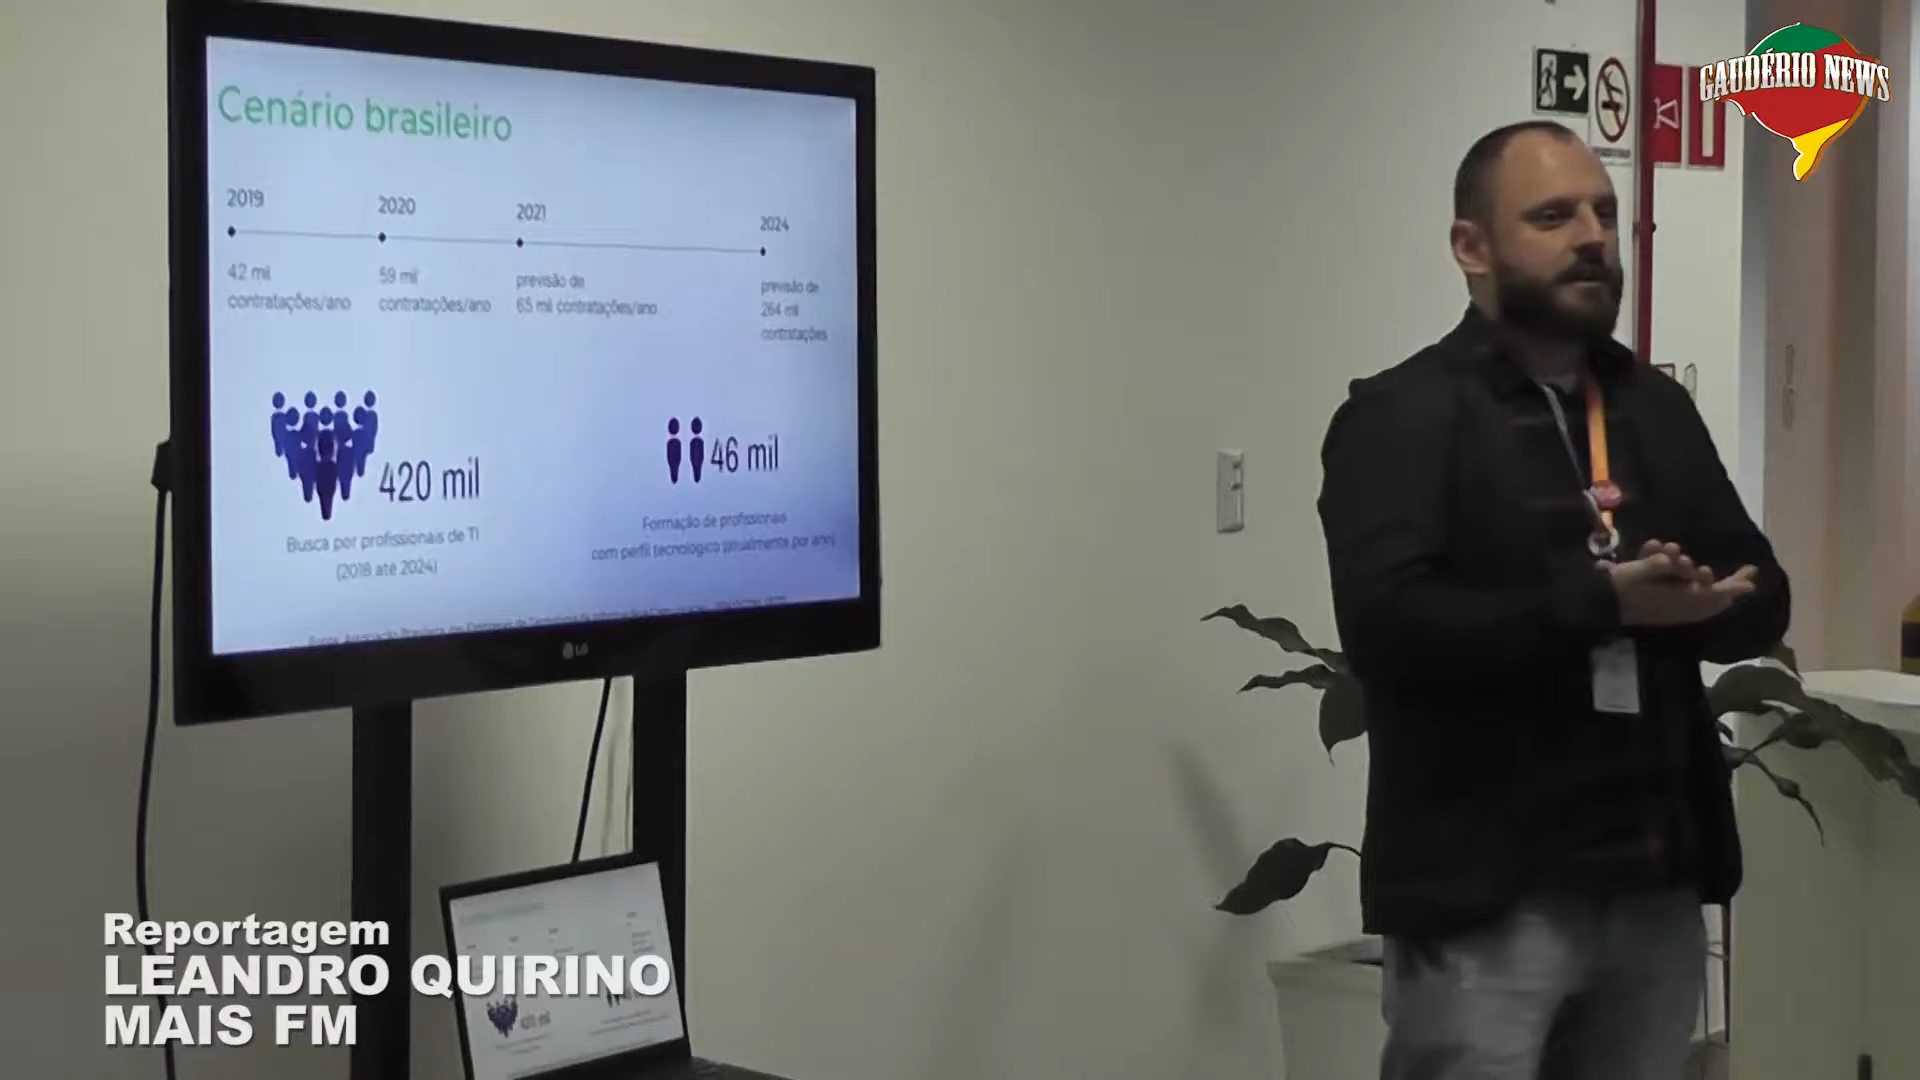 GAUDÉRIO NEWS
Cenário brasileiro
2019
2020
2021
2024
42 mil
contratações/ano
59 mil
contratações/ano
previsão de
65 mil contratações/ano
previsão de
264 mil
contratações
420 mil
Busca por profissionais de TI
(2018 até 2024)
46 mil
Formação de profissionais
com perfil tecnológico (atualmente por ano)
LG
Reportagem
LEANDRO QUIRINO
MAIS FM